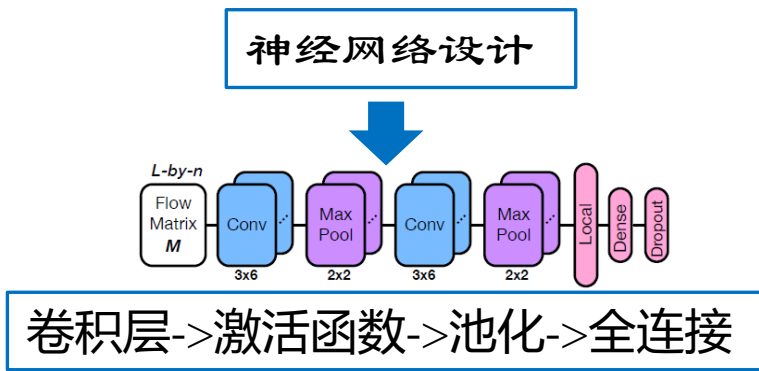 神经网络设计
L-by-n
Flow
Matrix
M
Conv
3x6
Max
Pool
2x2
Conv
3x6
Max
Pool
2x2
Local
Dense
Dropout
卷积层->激活函数->池化->全连接